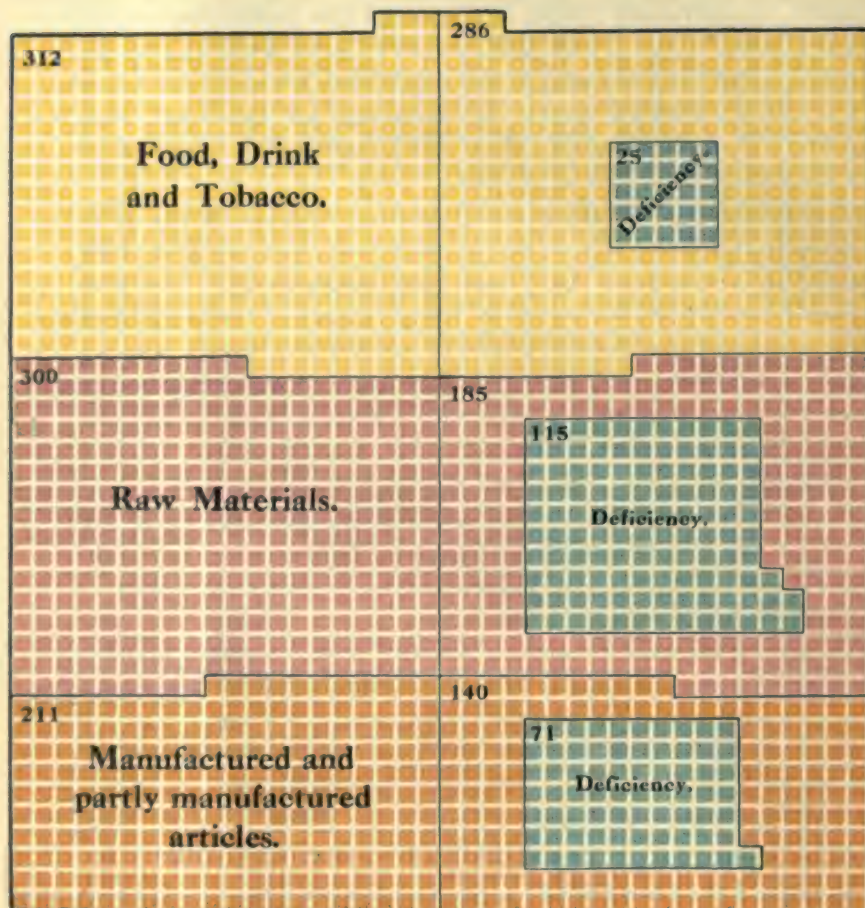 312
286
Food, Drink
and Tobacco.
25
Deficiency.
300
185
Raw Materials.
115
Deficiency.
211
140
Manufactured and
partly manufactured
articles.
71
Deficiency.